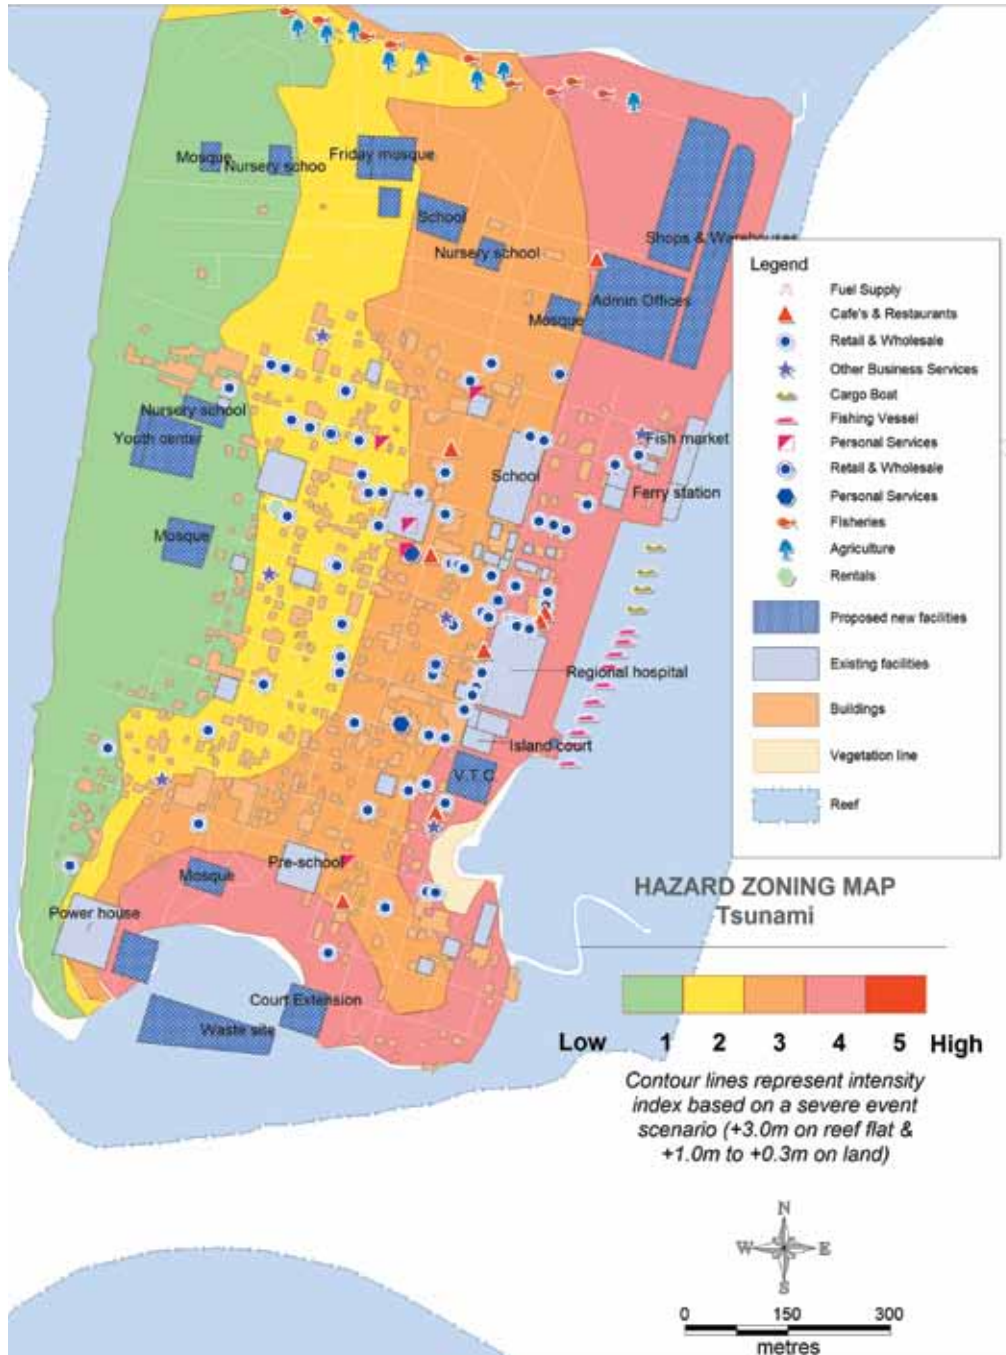 Mosque
Nursery schoo
Friday mosque
School
Nursery school
Shops & Warehouses
Admin Offices
Mosque
Nursery school
Youth center
School
Fish market
Ferry station
Mosque
Regional hospital
Island court
V.T.C
Pre-school
Mosque
Power house
Court Extension
Waste site
Legend
Fuel Supply
Cafe's & Restaurants
Retail & Wholesale
Other Business Services
Cargo Boat
Fishing Vessel
Personal Services
Retail & Wholesale
Personal Services
Fisheries
Agriculture
Rentals
Proposed new facilities
Existing facilities
Buildings
Vegetation line
Reef
HAZARD ZONING MAP
Tsunami
Low 1 2 3 4 5 High
Contour lines represent intensity
index based on a severe event
scenario (+3.0m on reef flat &
+1.0m to +0.3m on land)
N
W E
S
0 150 300
metres